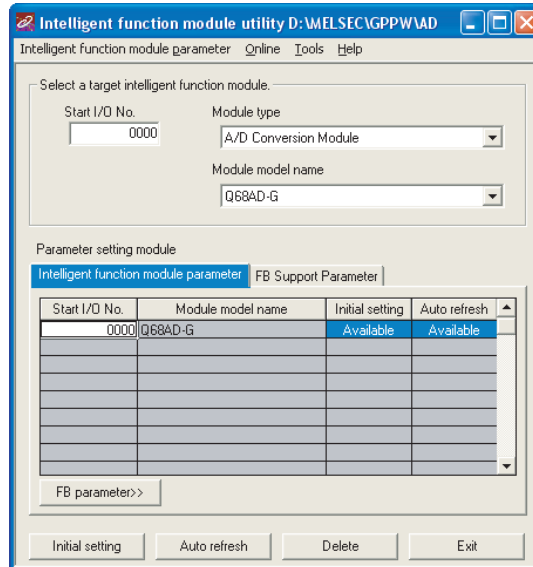 Intelligent function module utility D:\MELSEC\GPPW\AD
Intelligent function module parameter Online Tools Help
Select a target intelligent function module.
Start I/O No. Module type
0000 A/D Conversion Module
Module model name
Q68AD-G
Parameter setting module
Intelligent function module parameter FB Support Parameter
Start I/O No. Module model name Initial setting Auto refresh
0000 Q68AD-G Available Available
FB parameter>>
Initial setting Auto refresh Delete Exit